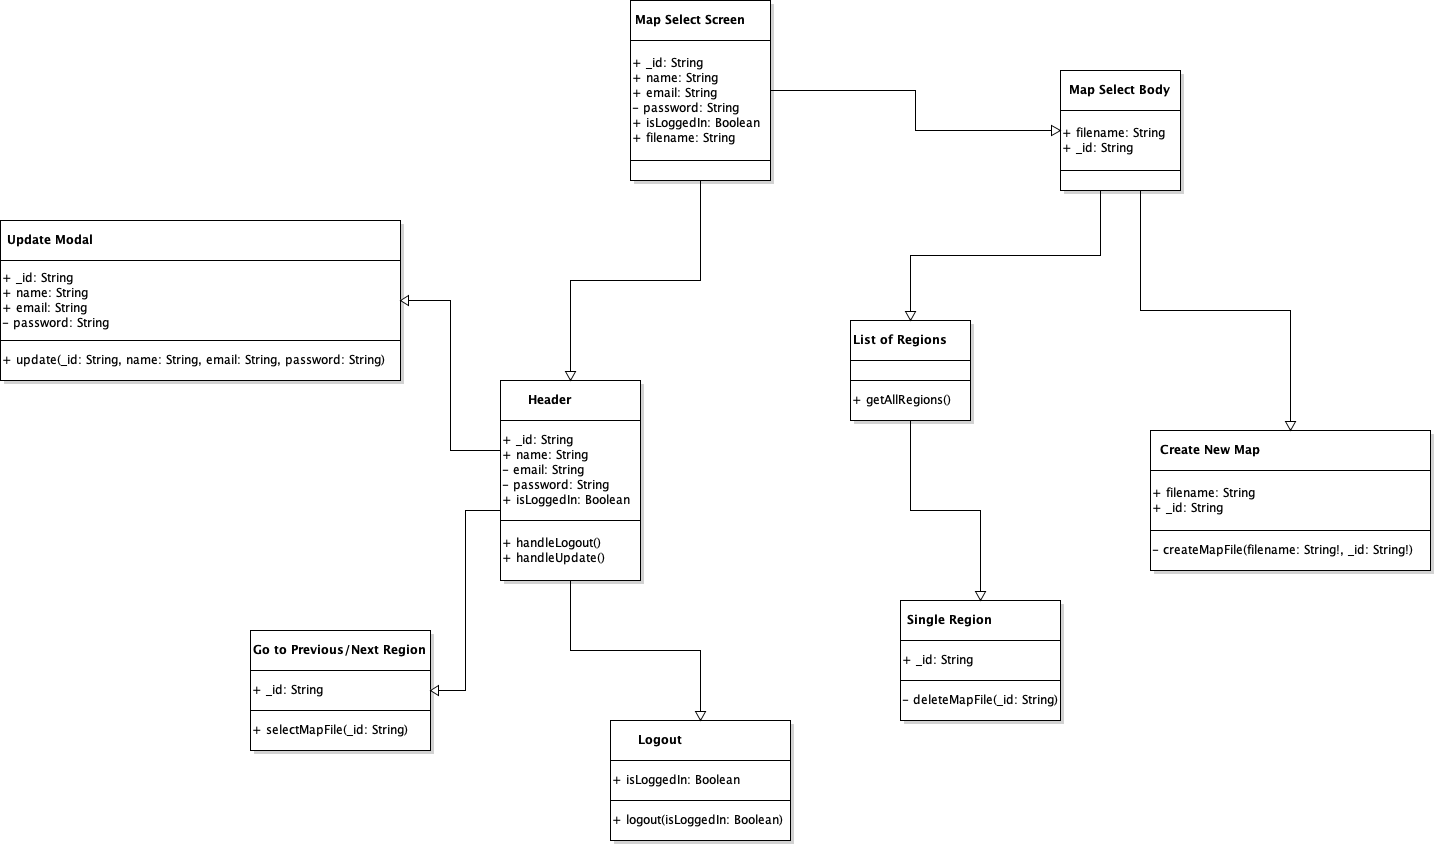 Map Select Screen
+ _id: String
+ name: String
+ email: String
- password: String
+ isLoggedIn: Boolean
+ filename: String
Map Select Body
+ filename: String
+ _id: String
Update Modal
+ _id: String
+ name: String
+ email: String
- password: String
+ update(_id: String, name: String, email: String, password: String)
List of Regions
+ getAllRegions()
Header
+ _id: String
+ name: String
- email: String
- password: String
+ isLoggedIn: Boolean
+ handleLogout()
+ handleUpdate()
Create New Map
+ filename: String
+ _id: String
- createMapFile(filename: String!, _id: String!)
Single Region
+ _id: String
- deleteMapFile(_id: String)
Go to Previous/Next Region
+ _id: String
+ selectMapFile(_id: String)
Logout
+ isLoggedIn: Boolean
+ logout(isLoggedIn: Boolean)